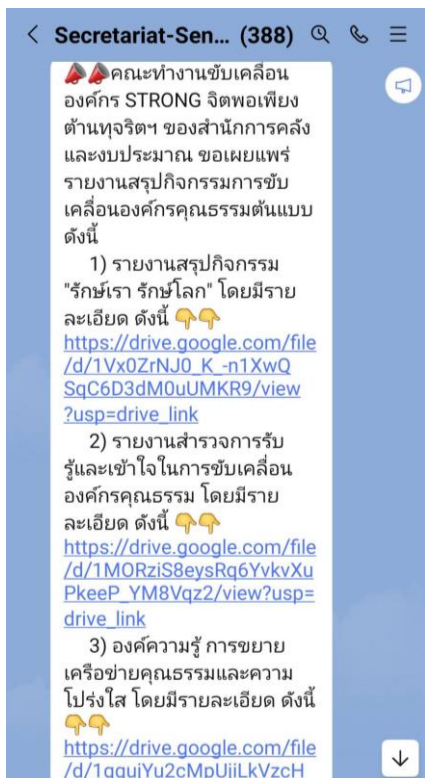 Secretariat-Sen... (388)
📣📣คณะทำงานขับเคลื่อน
องค์กร STRONG จิตพอเพียง
ต้านทุจริตฯ ของสำนักการคลัง
และงบประมาณ ขอเผยแพร่
รายงานสรุปกิจกรรมการขับ
เคลื่อนองค์กรคุณธรรมต้นแบบ
ดังนี้
1) รายงานสรุปกิจกรรม
"รักษ์เรา รักษ์โลก" โดยมีราย
ละเอียด ดังนี้ 👇👇
https://drive.google.com/file
/d/1Vx0ZrNJ0_K_-n1XwQ
SqC6D3dM0uUMKR9/view
?usp=drive_link
2) รายงานสำรวจการรับ
รู้และเข้าใจในการขับเคลื่อน
องค์กรคุณธรรม โดยมีราย
ละเอียด ดังนี้ 👇👇
https://drive.google.com/file
/d/1MORziS8eysRq6YvkvXu
PkeeP_YM8Vqz2/view?usp=
drive_link
3) องค์ความรู้ การขยาย
เครือข่ายคุณธรรมและความ
โปร่งใส โดยมีรายละเอียด ดังนี้
👇👇
https://drive.google.com/file